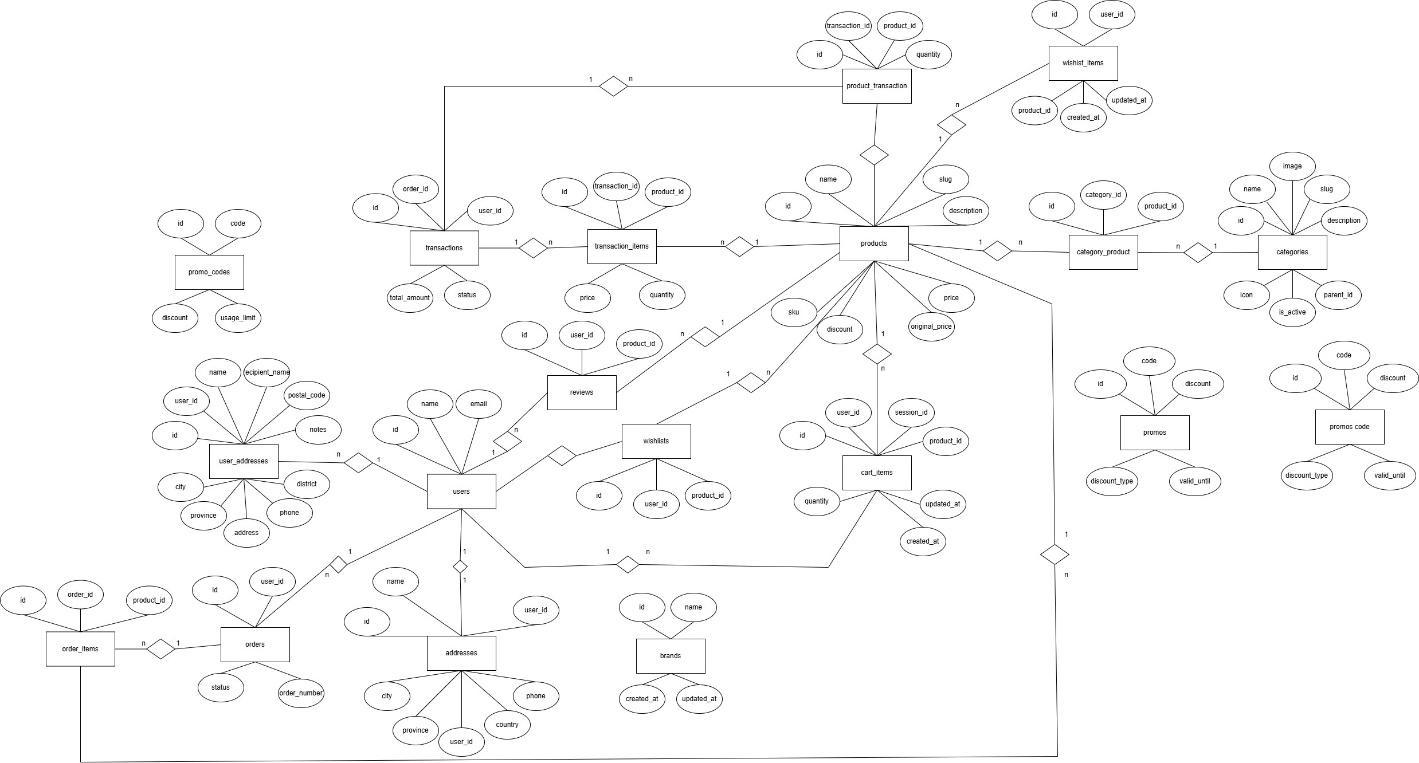 id
user_id
wishist_items
product_id
created_at
updated_at
transaction_id
product_id
id
quantity
product_transaction
1
n
n
1
order_id
id
user_id
transactions
total_amount
status
1
n
id
transaction_id
product_id
transaction_items
price
quantity
n
1
name
slug
id
description
products
sku
discount
original_price
price
1
n
id
category_id
product_id
category_product
n
1
image
name
slug
id
description
categories
icon
is_active
parent_id
id
code
promo_codes
discount
usage_limit
id
user_id
product_id
reviews
n
1
n
1
1
n
1
n
name
ecipient_name
user_id
postal_code
id
notes
user_addresses
city
district
province
phone
address
n
1
name
email
id
users
wishlists
id
user_id
product_id
user_id
session_id
id
product_id
cart_items
quantity
updated_at
created_at
code
id
discount
promos
discount_type
valid_until
code
id
discount
promos code
discount_type
valid_until
1
n
1
n
1
1
1
n
order_id
id
product_id
order_items
n
1
id
user_id
orders
status
order_number
name
id
user_id
addresses
city
phone
province
country
user_id
id
name
brands
created_at
updated_at